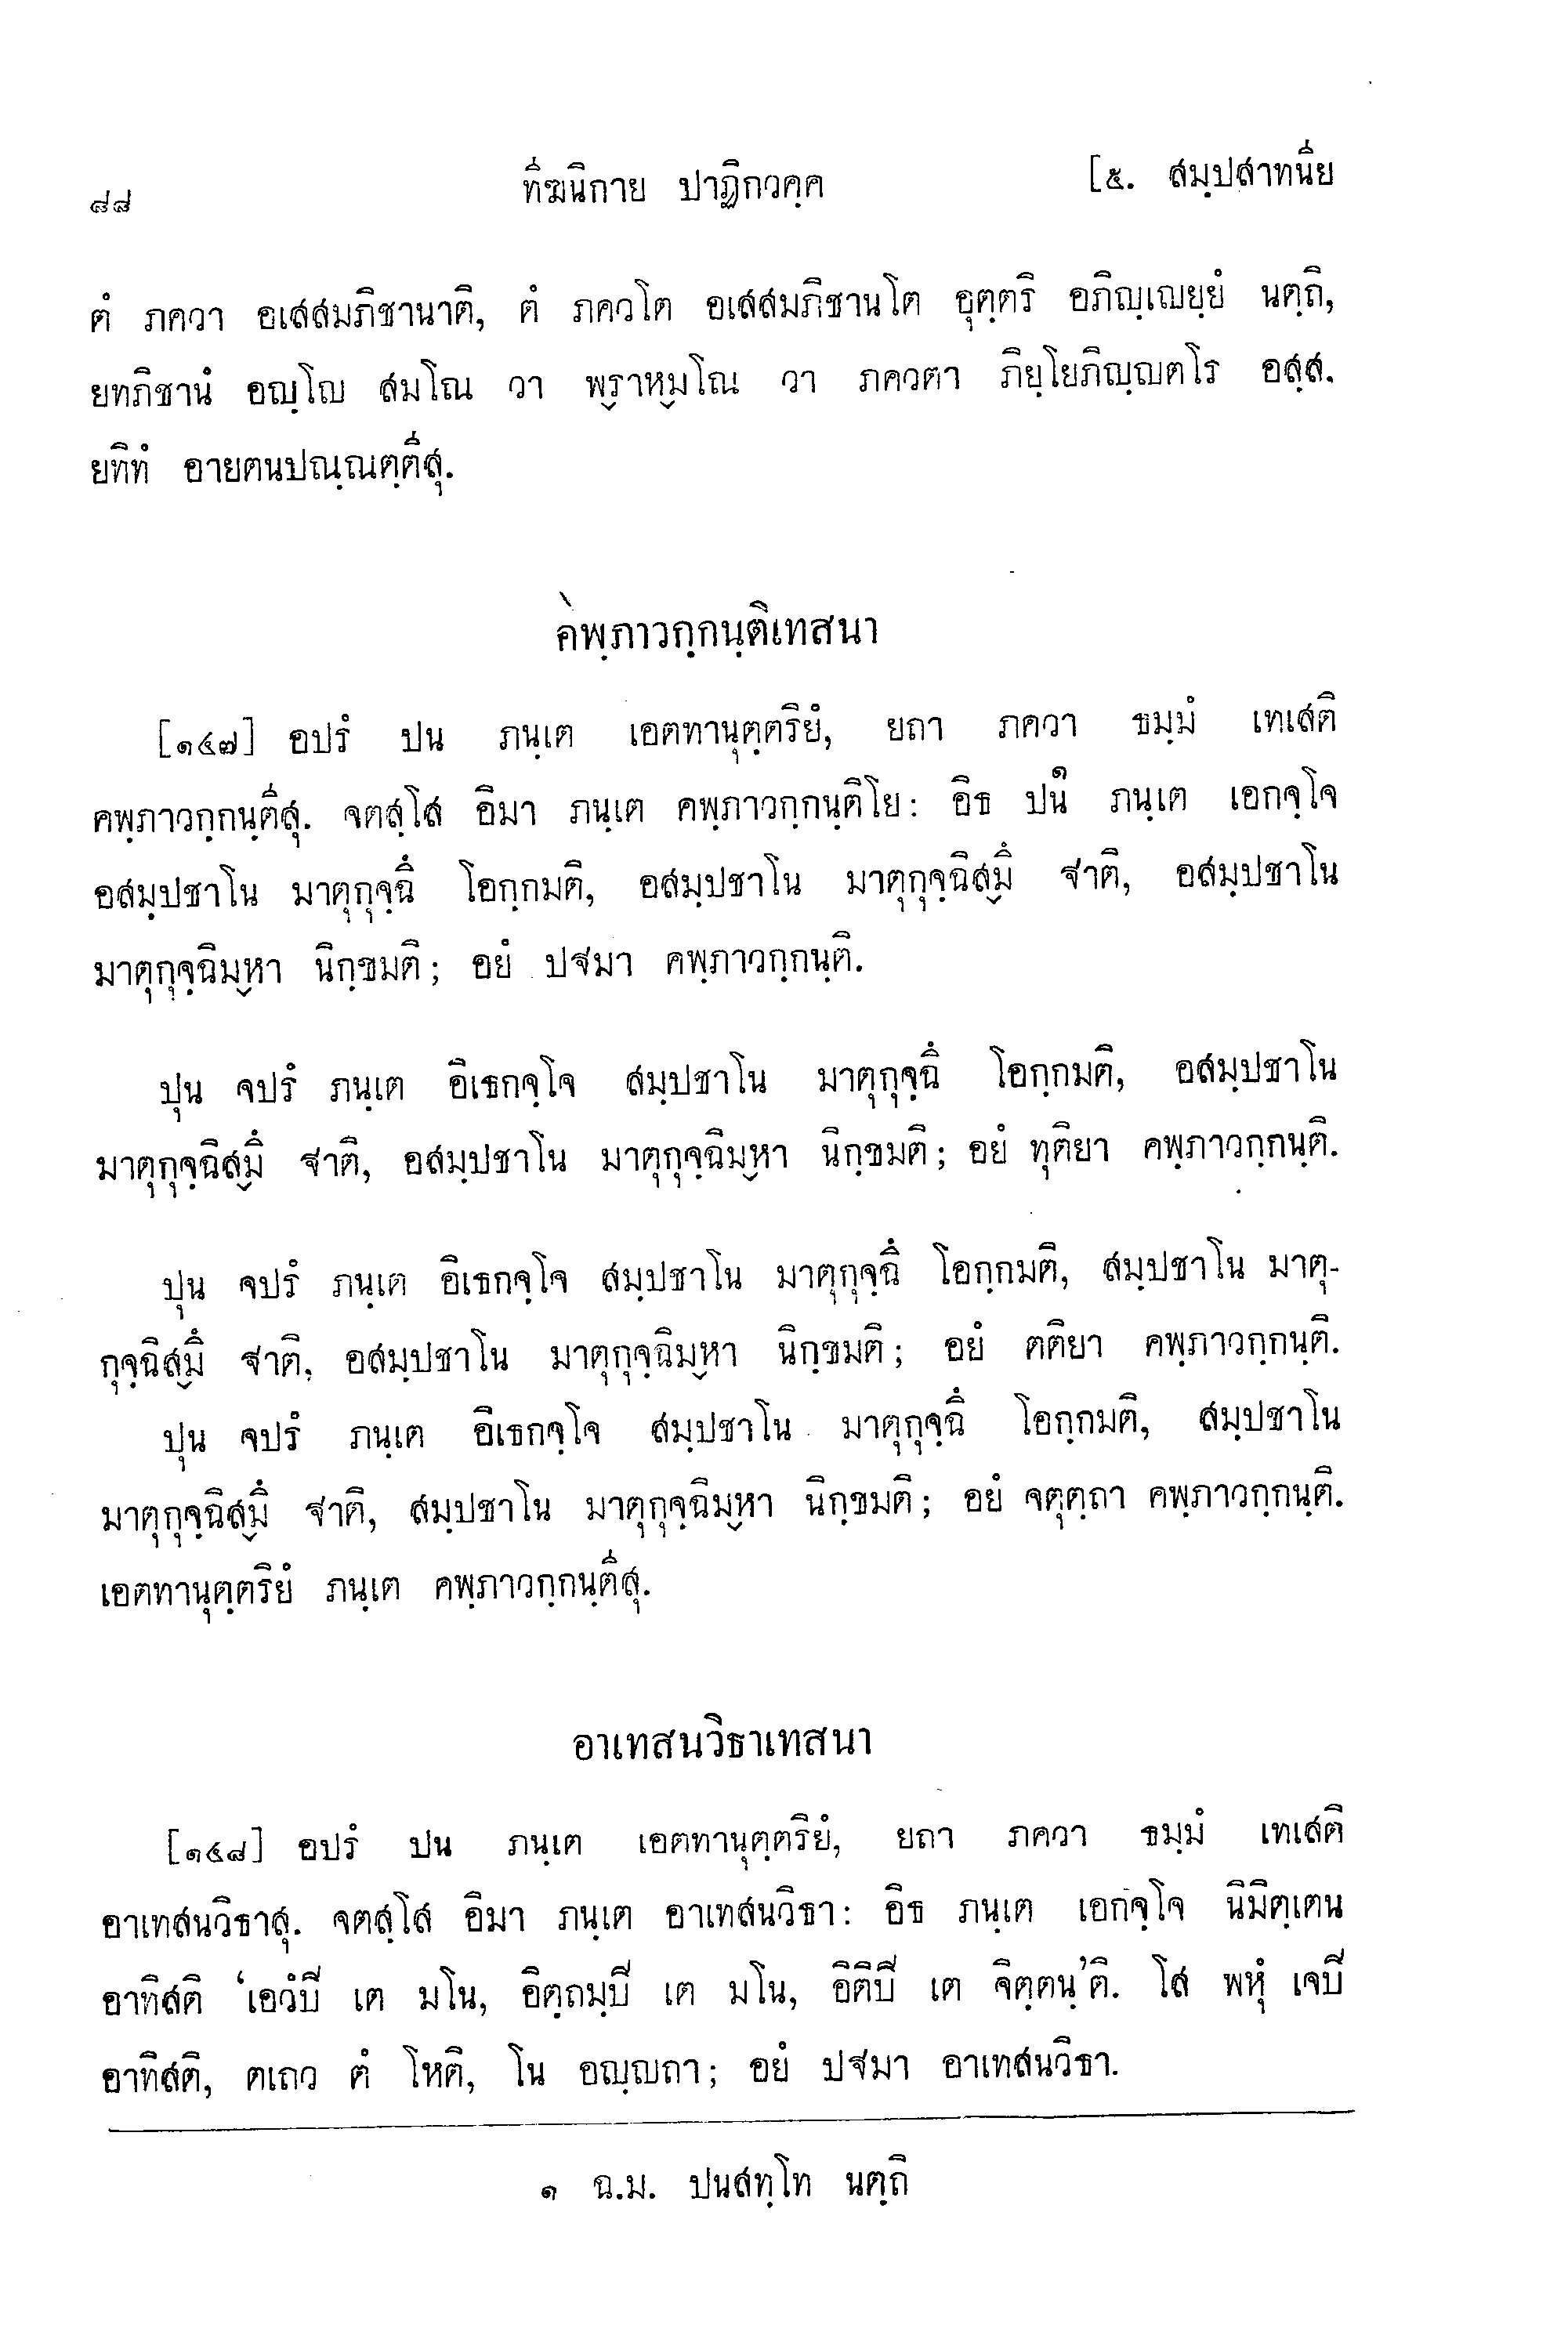 ๘๘ ทีฆนิกาย ปาฏิกวคฺค [๕. สมฺปสาทนีย
ตํ ภควา อเสสมภิชานาติ, ตํ ภควโต อเสสมภิชานโต อุตฺตริ อภิญฺเญยฺยํ นตฺถิ,
ยทภิชานํ อญฺโญ สมโณ วา พฺราหฺมโณ วา ภควตา ภิยฺโยภิญฺญตโร อสฺส.
ยทิทํ อายตนปณฺณตฺตีสุ.
คพฺภาวกฺกนฺติเทสนา
[๑๔๗] อปรํ ปน ภนฺเต เอตทานุตฺตริยํ, ยถา ภควา ธมฺมํ เทเสติ
คพฺภาวกฺกนฺตีสุ. จตสฺโส อิมา ภนฺเต คพฺภาวกฺกนฺติโย: อิธ ปน๑ ภนฺเต เอกจฺโจ
อสมฺปชาโน มาตุกุจฺฉึ โอกฺกมติ, อสมฺปชาโน มาตุกุจฺฉิสฺมึ ฐาติ, อสมฺปชาโน
มาตุกุจฺฉิมฺหา นิกฺขมติ; อยํ ปฐมา คพฺภาวกฺกนฺติ.
ปุน จปรํ ภนฺเต อิเธกจฺโจ สมฺปชาโน มาตุกุจฺฉึ โอกฺกมติ, อสมฺปชาโน
มาตุกุจฺฉิสฺมึ ฐาติ, อสมฺปชาโน มาตุกุจฺฉิมฺหา นิกฺขมติ; อยํ ทุติยา คพฺภาวกฺกนฺติ.
ปุน จปรํ ภนฺเต อิเธกจฺโจ สมฺปชาโน มาตุกุจฺฉึ โอกฺกมติ, สมฺปชาโน มาตุ-
กุจฺฉิสฺมึ ฐาติ, อสมฺปชาโน มาตุกุจฺฉิมฺหา นิกฺขมติ; อยํ ตติยา คพฺภาวกฺกนฺติ.
ปุน จปรํ ภนฺเต อิเธกจฺโจ สมฺปชาโน มาตุกุจฺฉึ โอกฺกมติ, สมฺปชาโน
มาตุกุจฺฉิสฺมึ ฐาติ, สมฺปชาโน มาตุกุจฺฉิมฺหา นิกฺขมติ; อยํ จตุตฺถา คพฺภาวกฺกนฺติ.
เอตทานุตฺตริยํ ภนฺเต คพฺภาวกฺกนฺตีสุ.
อาเทสนวิธาเทสนา
[๑๔๘] อปรํ ปน ภนฺเต เอตทานุตฺตริยํ, ยถา ภควา ธมฺมํ เทเสติ
อาเทสนวิธาสุ. จตสฺโส อิมา ภนฺเต อาเทสนวิธา: อิธ ภนฺเต เอกจฺโจ นิมิตฺเตน
อาทิสติ ‘เอวํปิ เต มโน, อิตฺถมฺปิ เต มโน, อิติปิ เต จิตฺตนฺ’ติ. โส พหุํ เจปิ
อาทิสติ, ตเถว ตํ โหติ, โน อญฺญถา; อยํ ปฐมา อาเทสนวิธา.
๑ ฉ.ม. ปนสทฺโท นตฺถิ